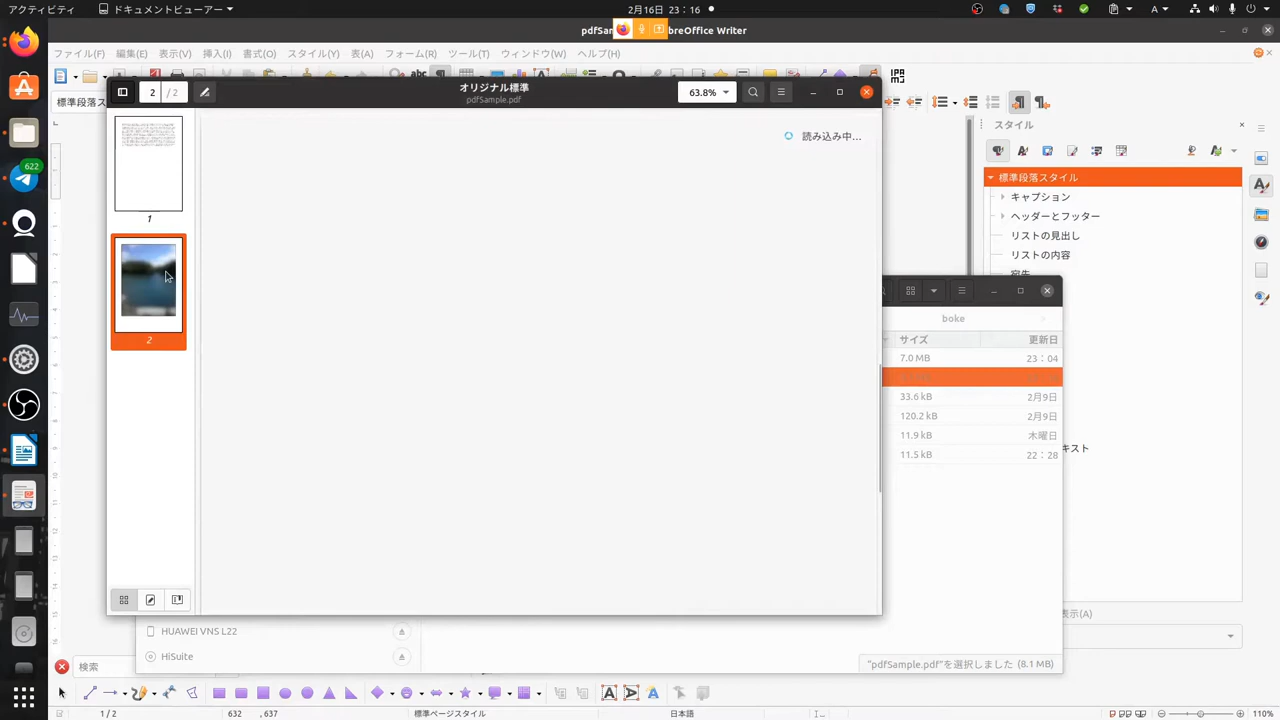 アクティビティ
ドキュメントビューアー
2月16日 23:16
A
pdfSam
breOffice Writer
ファイル(F) 編集(E) 表示(V) 挿入(I) 書式(O) スタイル(Y) 表(A) フォーム(R) ツール(T) ウィンドウ(W) ヘルプ(H)
標準段落ス
2 / 2
オリジナル標準
pdfSample.pdf
63.8%
読み込み中...
1
2
622
スタイル
標準段落スタイル
キャプション
ヘッダーとフッター
リストの見出し
リストの内容
宛先
boke
サイズ 更新日
7.0 MB 23：04
33.6 kB 2月9日
120.2 kB 2月9日
11.9 kB 木曜日
11.5 kB 22：28
キスト
表示(A)
HUAWEI VNS L22
HiSuite
"pdfSample.pdf"を選択しました (8.1 MB)
検索
1 / 2
632 , 637
標準ページスタイル
日本語
110%